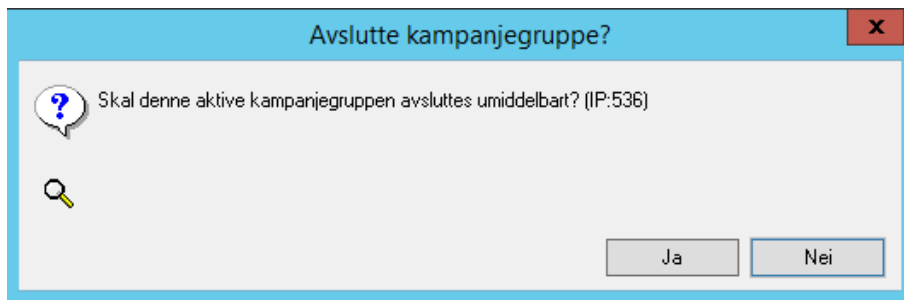 Avslutte kampanjegruppe?
x
Skal denne aktive kampanjegruppen avsluttes umiddelbart? (IP:536)
?
Ja Nei